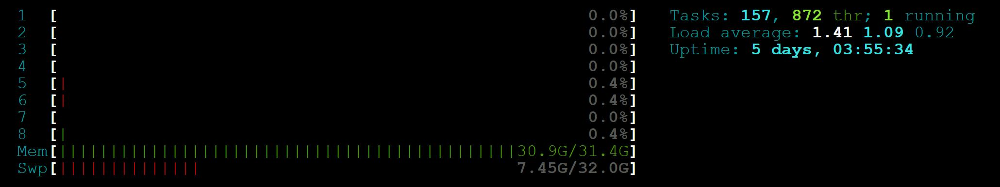 1 [ 0.0%] Tasks: 157, 872 thr; 1 running
2 [ 0.0%] Load average: 1.41 1.09 0.92
3 [ 0.0%] Uptime: 5 days, 03:55:34
4 [ 0.0%]
5 [| 0.4%]
6 [| 0.4%]
7 [ 0.0%]
8 [| 0.4%]
Mem[|||||||||||||||||||||||||||||||||||||||||||||30.9G/31.4G]
Swp[|||||||||||||| 7.45G/32.0G]